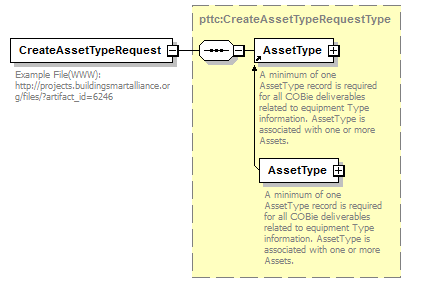 pttc:CreateAssetTypeRequestType
CreateAssetTypeRequest
AssetType
Example File(WWW):
http://projects.buildingsmartalliance.or
g/files/?artifact_id=6246
A minimum of one
AssetType record is required
for all COBie deliverables
related to equipment Type
information. AssetType is
associated with one or more
Assets.
AssetType
A minimum of one
AssetType record is required
for all COBie deliverables
related to equipment Type
information. AssetType is
associated with one or more
Assets.